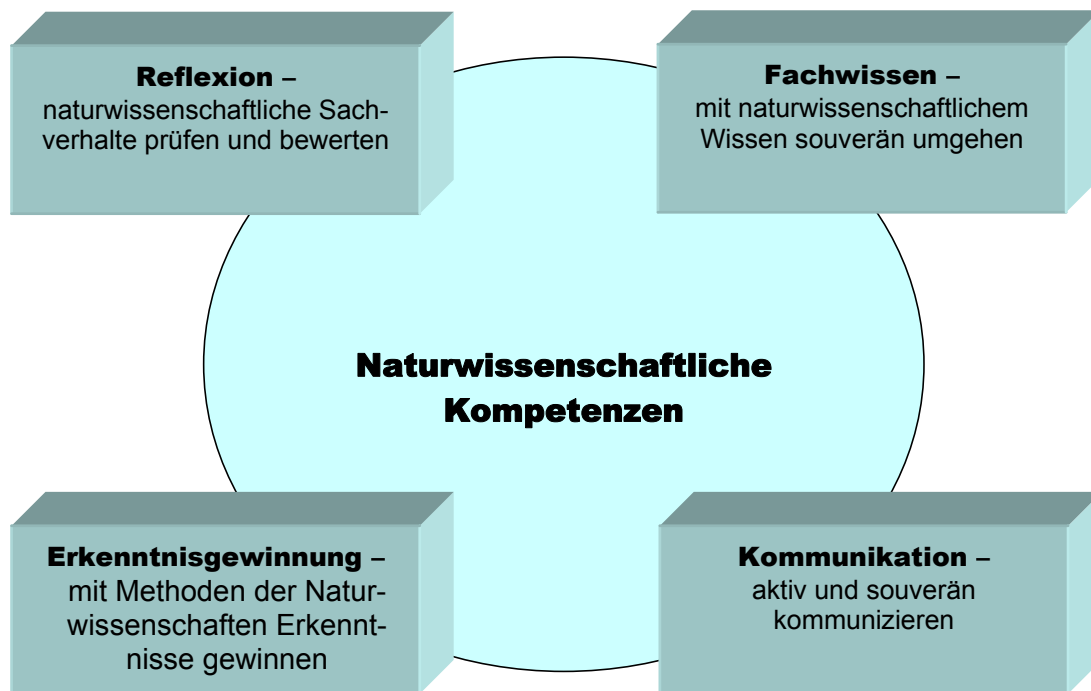 Reflexion –
naturwissenschaftliche Sach-
verhalte prüfen und bewerten
Fachwissen –
mit naturwissenschaftlichem
Wissen souverän umgehen
Naturwissenschaftliche
Kompetenzen
Erkenntnisgewinnung –
mit Methoden der Natur-
wissenschaften Erkennt-
nisse gewinnen
Kommunikation –
aktiv und souverän
kommunizieren